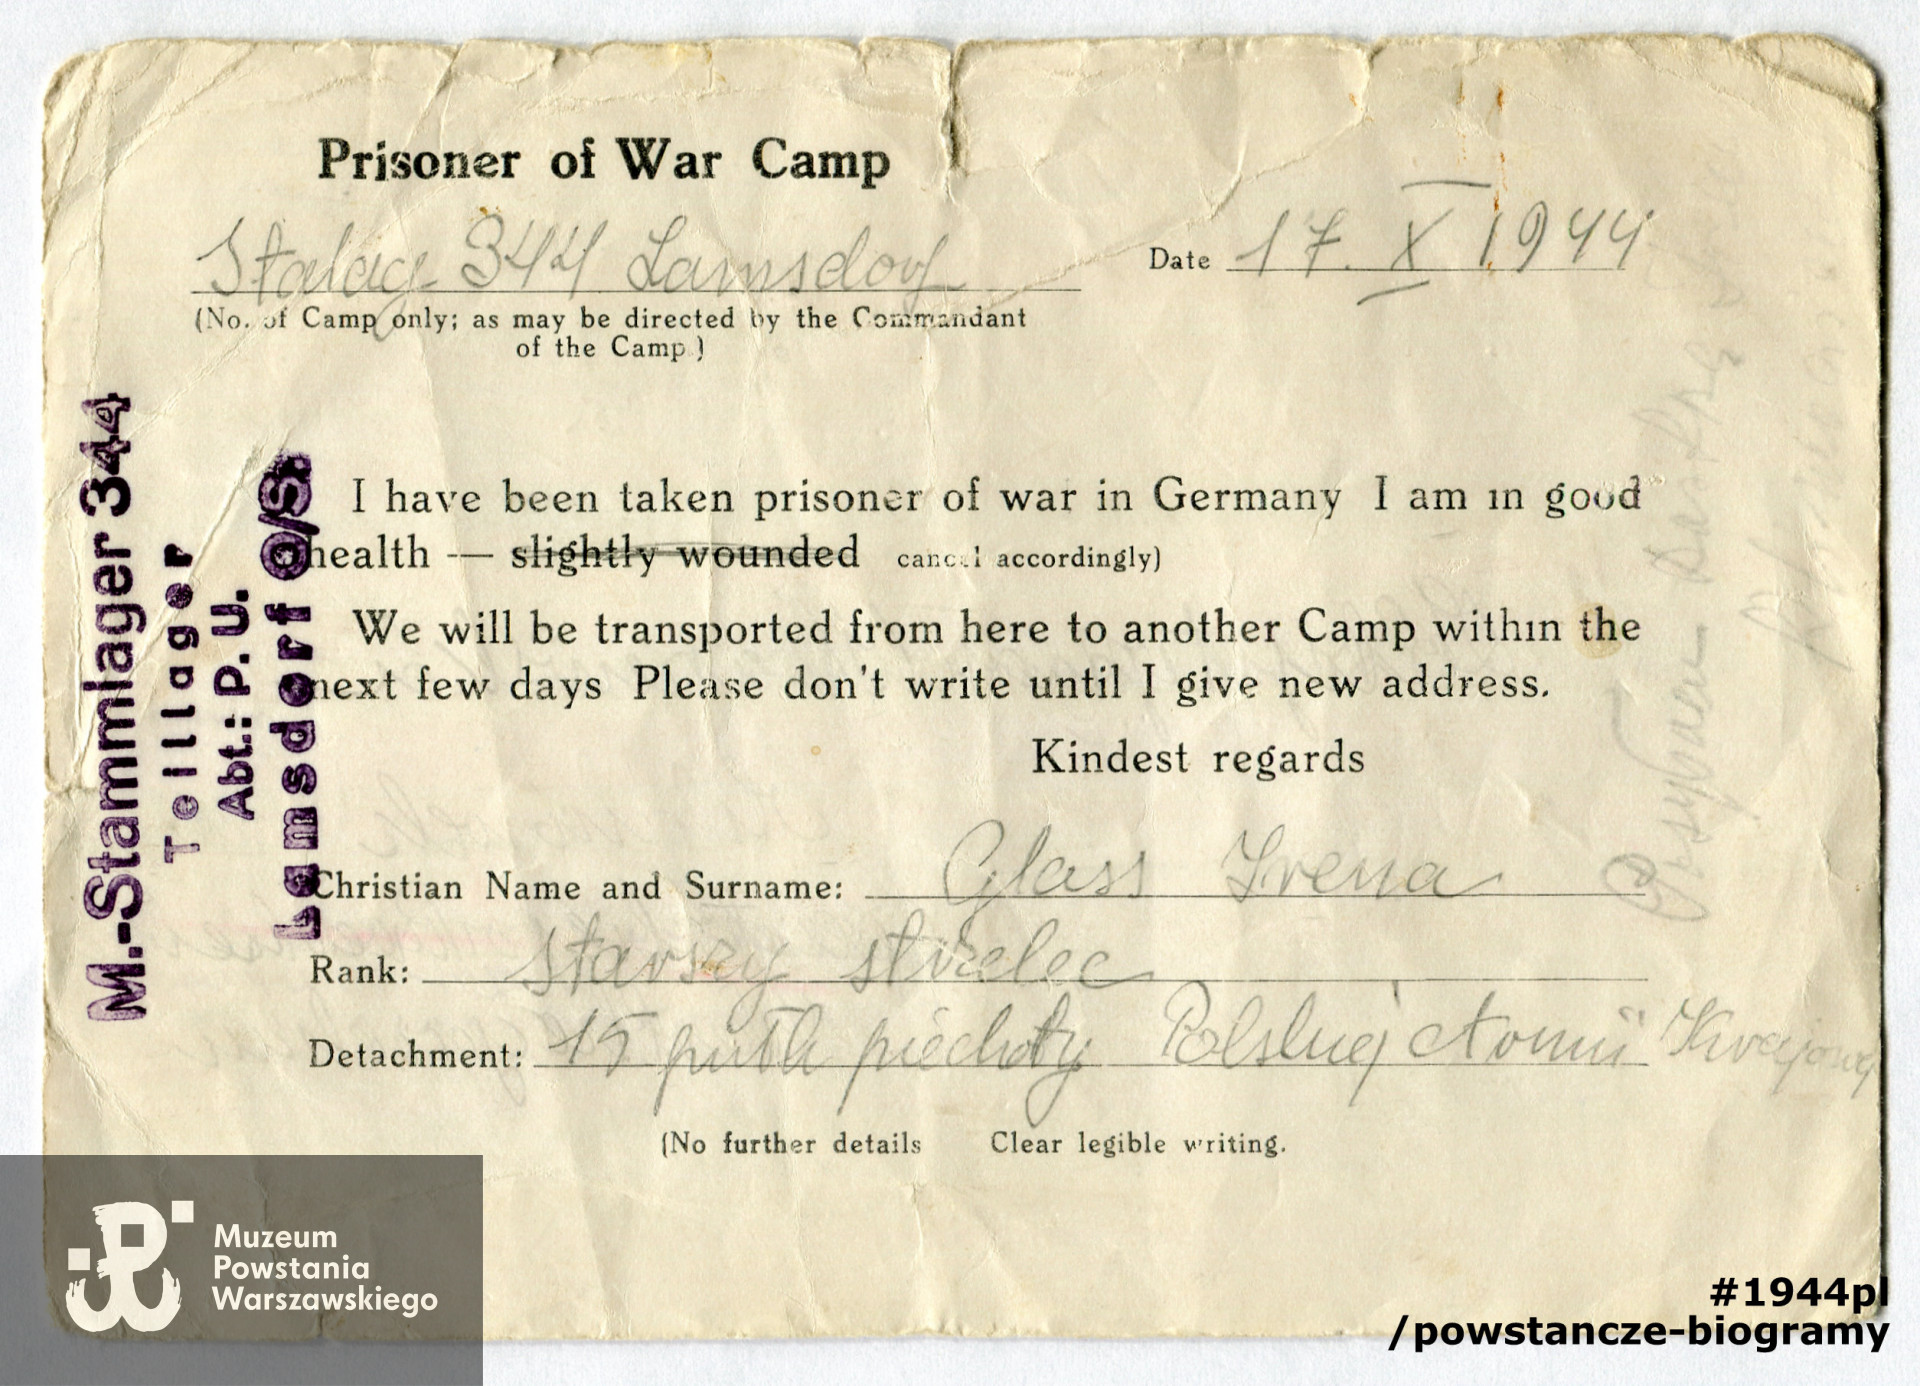 Prisoner of War Camp
Stalag 344 Lamsdorf
Date 17. X 1944
(No. of Camp only; as may be directed by the Commandant
of the Camp)
M.-Stammlager 344
Teillager
Abt.: P.U.
Lamsdorf O/S.
I have been taken prisoner of war in Germany I am in good
health — slightly wounded cancel accordingly)
We will be transported from here to another Camp within the
next few days Please don't write until I give new address.
Kindest regards
Christian Name and Surname: Glass Irena
Rank: starszy strzelec
Detachment: 15 pułk piechoty Polskiej Armii Krajowej
(No further details Clear legible writing.
Muzeum
Powstania
Warszawskiego
#1944pl
/powstancze-biogramy